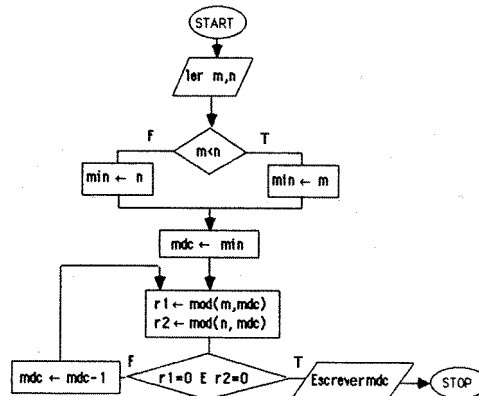 START
ler m,n
F
T
m<n
min ← n
min ← m
mdc ← min
r1 ← mod(m,mdc)
r2 ← mod(n,mdc)
F
T
mdc ← mdc-1
r1=0 E r2=0
Escrevermdc
STOP